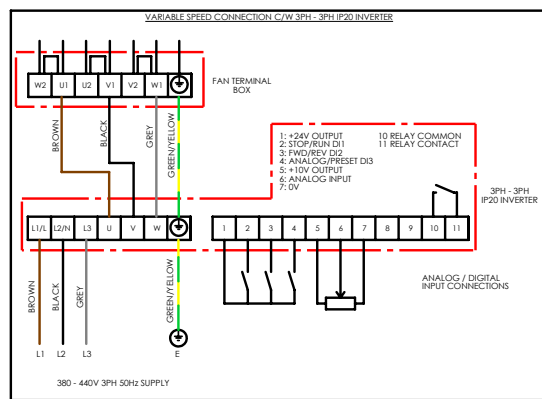 VARIABLE SPEED CONNECTION C/W 3PH - 3PH IP20 INVERTER
W2 U1 U2 V1 V2 W1
FAN TERMINAL
BOX
BROWN
BLACK
GREY
GREEN/YELLOW
1: +24V OUTPUT
2: STOP/RUN DI1
3: FWD/REV DI2
4: ANALOG/PRESET DI3
5: +10V OUTPUT
6: ANALOG INPUT
7: 0V
10 RELAY COMMON
11 RELAY CONTACT
3PH - 3PH
IP20 INVERTER
L1/L L2/N L3 U V W
1 2 3 4 5 6 7 8 9 10 11
BROWN
BLACK
GREY
GREEN/YELLOW
ANALOG / DIGITAL
INPUT CONNECTIONS
L1 L2 L3 E
380 - 440V 3PH 50Hz SUPPLY